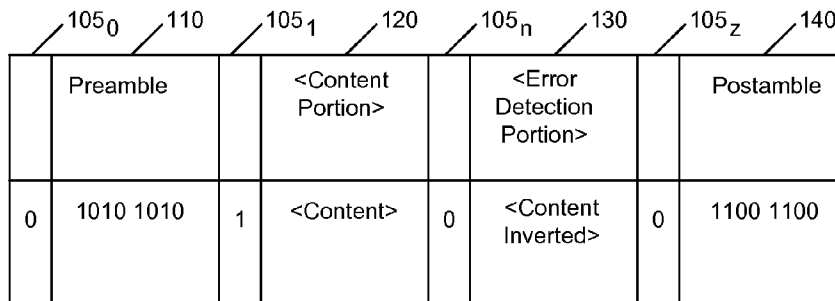 105₀ 110 105₁ 120 105ₙ 130 105_z 140
Preamble <Content Portion> <Error Detection Portion> Postamble
0 1010 1010 1 <Content> 0 <Content Inverted> 0 1100 1100